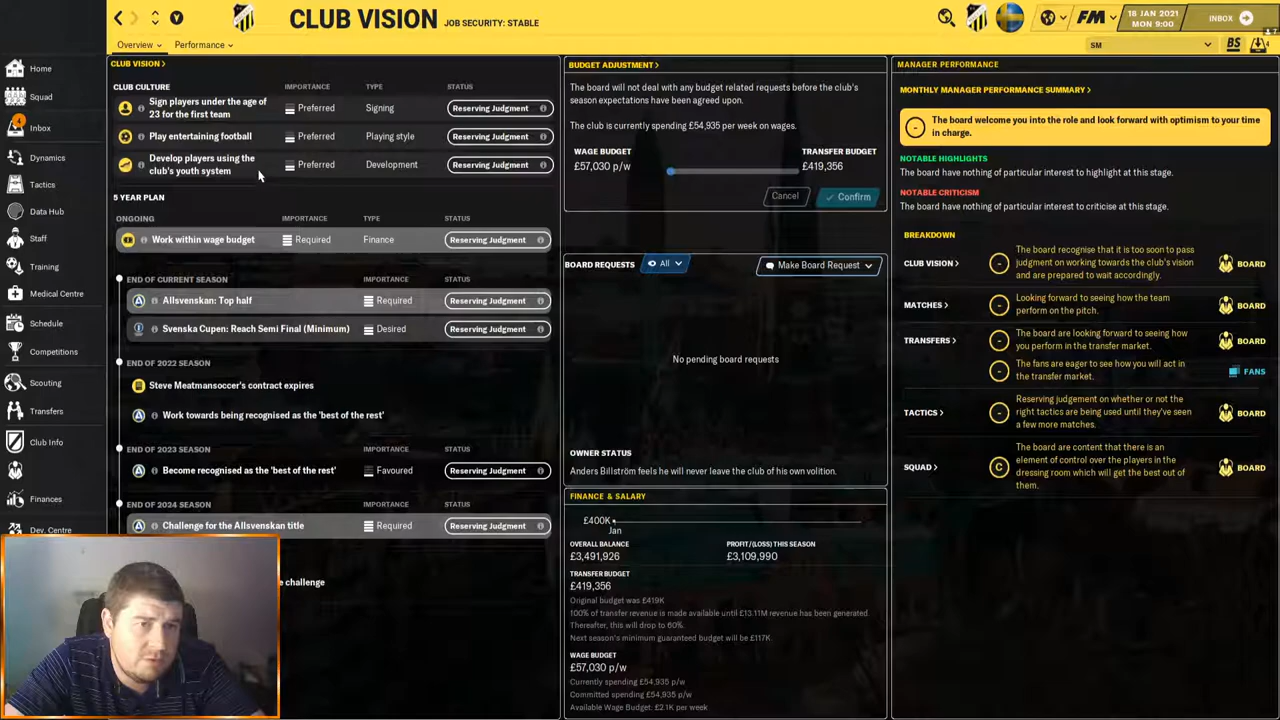 CLUB VISION JOB SECURITY: STABLE
18 JAN 2021
MON 9:00
INBOX
FM
7
Overview
Performance
SM
BS
4
Home
Squad
4
Inbox
Dynamics
Tactics
Data Hub
Staff
Training
Medical Centre
Schedule
Competitions
Scouting
Transfers
Club Info
Finances
Dev. Centre
CLUB VISION >
CLUB CULTURE IMPORTANCE TYPE STATUS
Sign players under the age of
23 for the first team
Preferred Signing Reserving Judgment
Play entertaining football Preferred Playing style Reserving Judgment
Develop players using the
club's youth system
Preferred Development Reserving Judgment
5 YEAR PLAN
ONGOING IMPORTANCE TYPE STATUS
Work within wage budget Required Finance Reserving Judgment
END OF CURRENT SEASON IMPORTANCE STATUS
Allsvenskan: Top half Required Reserving Judgment
Svenska Cupen: Reach Semi Final (Minimum) Desired Reserving Judgment
END OF 2022 SEASON
Steve Meatmansoccer's contract expires
Work towards being recognised as the 'best of the rest'
END OF 2023 SEASON IMPORTANCE STATUS
Become recognised as the 'best of the rest' Favoured Reserving Judgment
END OF 2024 SEASON IMPORTANCE STATUS
Challenge for the Allsvenskan title Required Reserving Judgment
challenge
BUDGET ADJUSTMENT >
The board will not deal with any budget related requests before the club's
season expectations have been agreed upon.
The club is currently spending £54,935 per week on wages.
WAGE BUDGET TRANSFER BUDGET
£57,030 p/w £419,356
Cancel Confirm
BOARD REQUESTS All Make Board Request
No pending board requests
OWNER STATUS
Anders Billström feels he will never leave the club of his own volition.
FINANCE & SALARY
£400K
Jan
OVERALL BALANCE PROFIT/(LOSS) THIS SEASON
£3,491,926 £3,109,990
TRANSFER BUDGET
£419,356
Original budget was £419K
100% of transfer revenue is made available until £13.11M revenue has been generated.
Thereafter, this will drop to 60%.
Next season's minimum guaranteed budget will be £117K
WAGE BUDGET
£57,030 p/w
Currently spending £54,935 p/w
Committed spending £54,935 p/w
Available Wage Budget: £2.1K per week
MANAGER PERFORMANCE
MONTHLY MANAGER PERFORMANCE SUMMARY >
The board welcome you into the role and look forward with optimism to your time
in charge.
NOTABLE HIGHLIGHTS
The board have nothing of particular interest to highlight at this stage.
NOTABLE CRITICISM
The board have nothing of particular interest to criticise at this stage.
BREAKDOWN
CLUB VISION >
The board recognise that it is too soon to pass
judgment on working towards the club's vision
and are prepared to wait accordingly.
BOARD
MATCHES >
Looking forward to seeing how the team
perform on the pitch.
BOARD
TRANSFERS >
The board are looking forward to seeing how
you perform in the transfer market.
BOARD
The fans are eager to see how you will act in
the transfer market.
FANS
TACTICS >
Reserving judgement on whether or not the
right tactics are being used until they've seen
a few more matches.
BOARD
SQUAD >
C
The board are content that there is an
element of control over the players in the
dressing room which will get the best out of
them.
BOARD